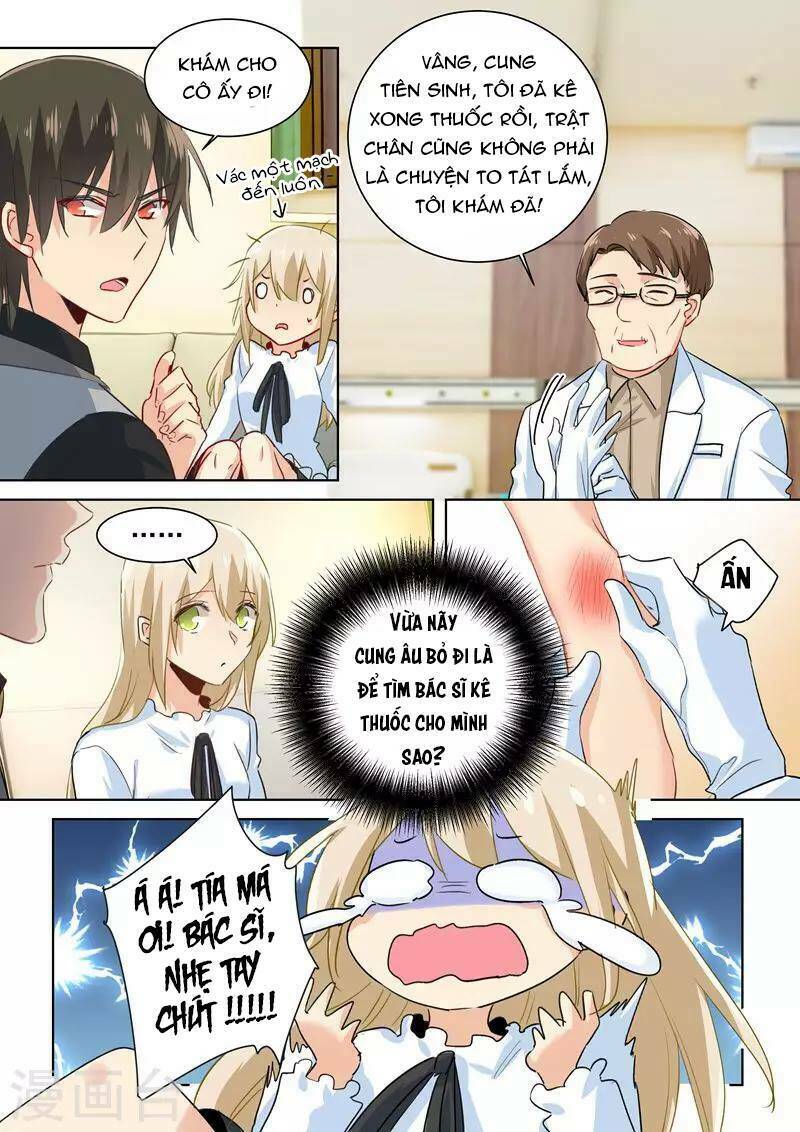 KHÁM CHO
CÔ ẤY ĐI!
Vác một mạch
đến luôn
VÂNG, CUNG
TIÊN SINH, TÔI ĐÃ KÊ
XONG THUỐC RỒI, TRẬT
CHÂN CŨNG KHÔNG PHẢI
LÀ CHUYỆN TO TÁT LẮM,
TÔI KHÁM ĐÃ!
......
VỪA NÃY
CUNG ÂU BỎ ĐI LÀ
ĐỂ TÌM BÁC SĨ KÊ
THUỐC CHO MÌNH
SAO?
ẤN
Á Á! TÍA MÁ
ƠI! BÁC SĨ,
NHẸ TAY
CHÚT !!!!!
漫画台